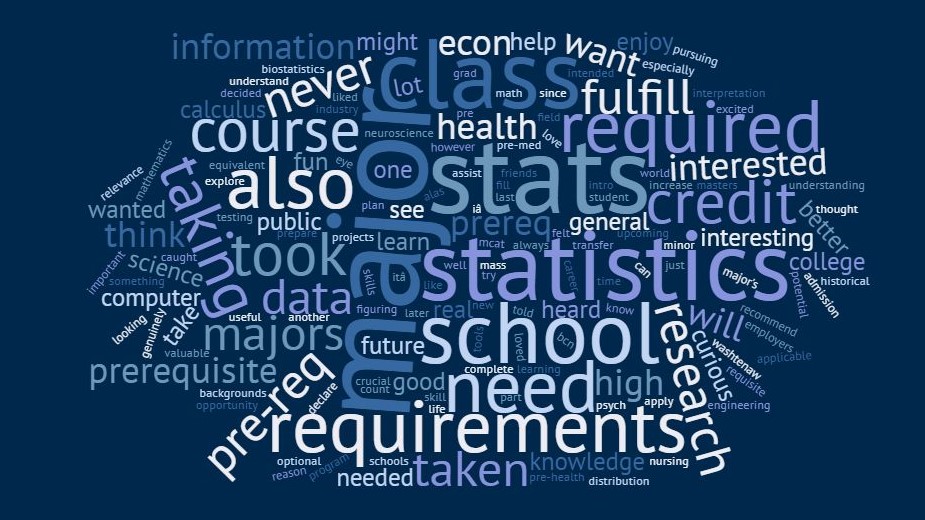 information
might
econ
help
want
enjoy
pursuing
biostatistics
understand
decided
never
liked
lot
grad
class
math
since
especially
intended
fulfill
interpretation
excited
calculus
industry
pre
field
course
neuroscience
health
love
required
mathematics
relevance
equivalent
fun
eye
however
pre-med
one
stats
assist
friends
world
interested
explore
also
major
alas
fill
last
intro
student
increase
masters
understanding
wanted
taking
testing
public
plan
see
iâ
prereq
general
credit
better
thought
think
prepare
projects
learn
felt
upcoming
took
mcat
always
transfer
minor
interesting
science
caught
important
something
skills
itâ
well
mass
try
like
statistics
career
time
can
just
major's
potential
college
historical
admission
computer
data
figuring
later
real
new
told
heard
know
will
recommend
employers
looking
genuinely
take
useful
another
majors
future
school
tools
loved
bcn
research
curious
washtenaw
requisite
applicable
valuable
prerequisite
complete
learning
crucial
count
good
need
high
backgrounds
opportunity
pre-req
declare
skill
life
part
psych
apply
engineering
requirements
optional
reason
program
schools
needed
taken
knowledge
pre-health
nursing
distribution